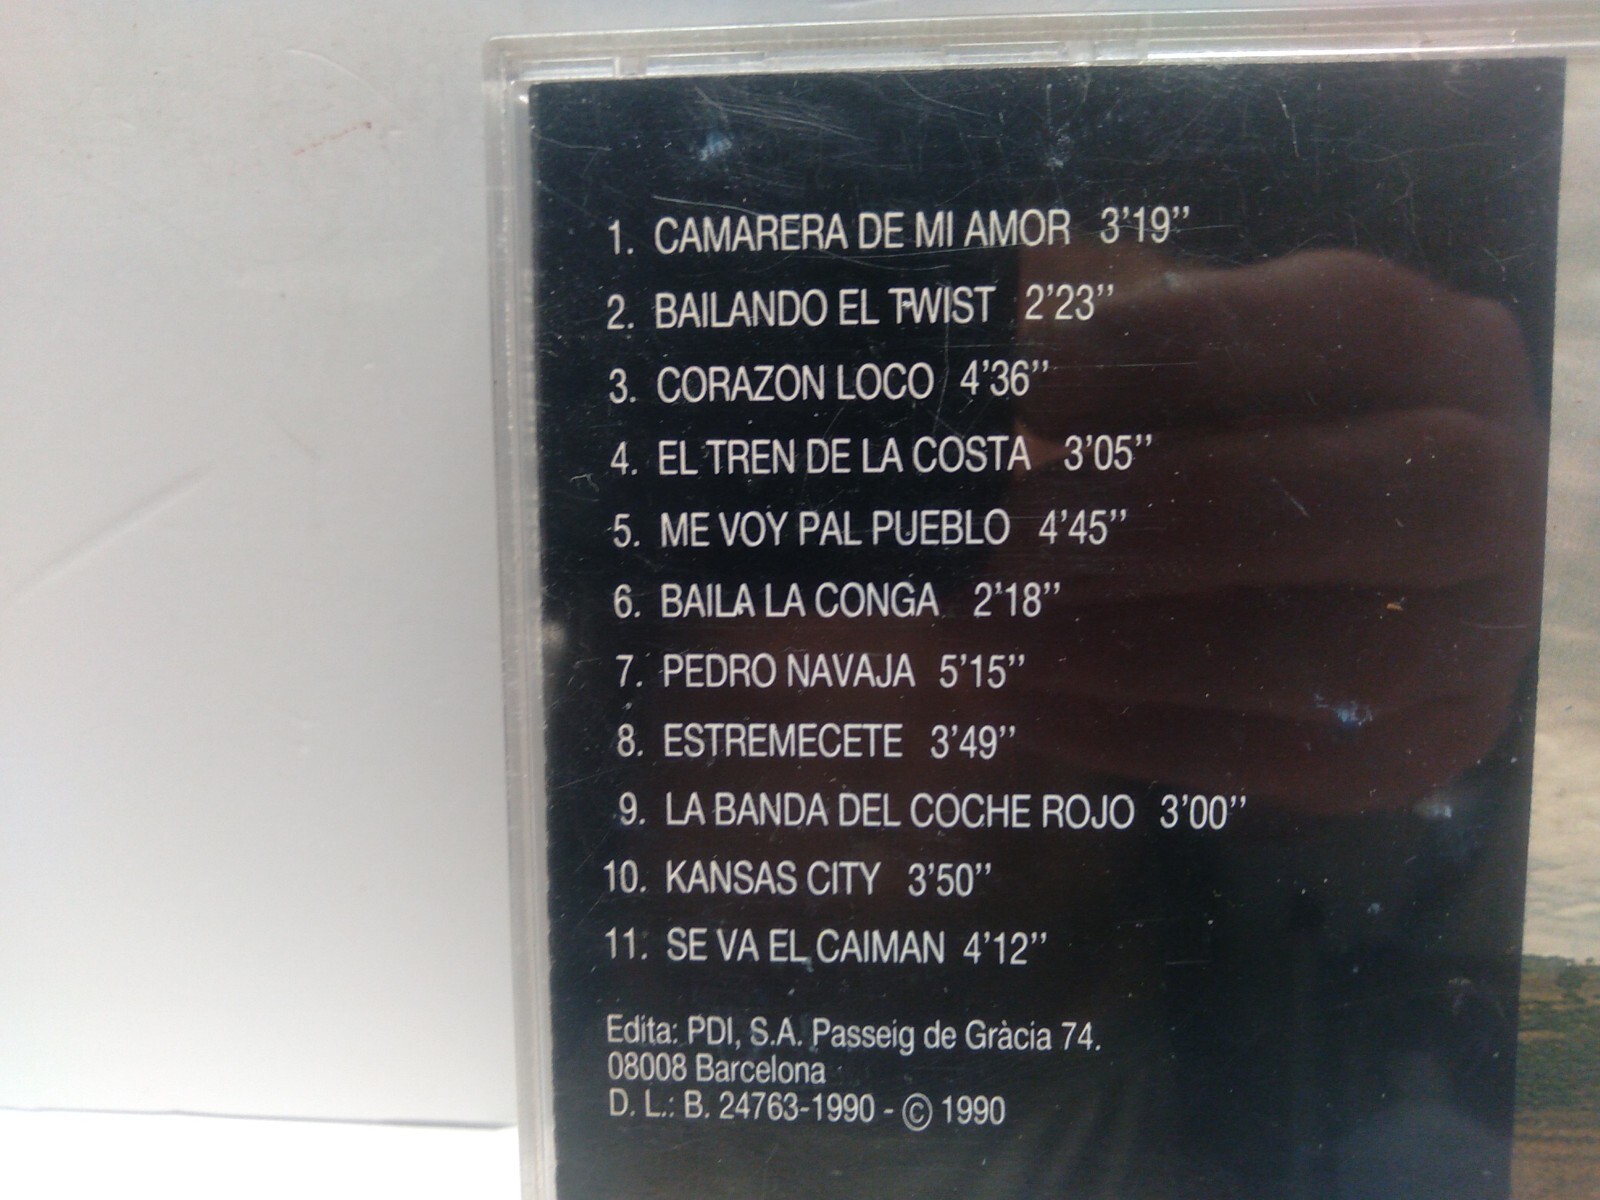 1. CAMARERA DE MI AMOR 3'19''
2. BAILANDO EL TWIST 2'23''
3. CORAZON LOCO 4'36''
4. EL TREN DE LA COSTA 3'05''
5. ME VOY PAL PUEBLO 4'45''
6. BAILA LA CONGA 2'18''
7. PEDRO NAVAJA 5'15''
8. ESTREMECETE 3'49''
9. LA BANDA DEL COCHE ROJO 3'00''
10. KANSAS CITY 3'50''
11. SE VA EL CAIMAN 4'12''
Edita: PDI, S.A. Passeig de Gràcia 74.
08008 Barcelona
D. L.: B. 24763-1990 - © 1990